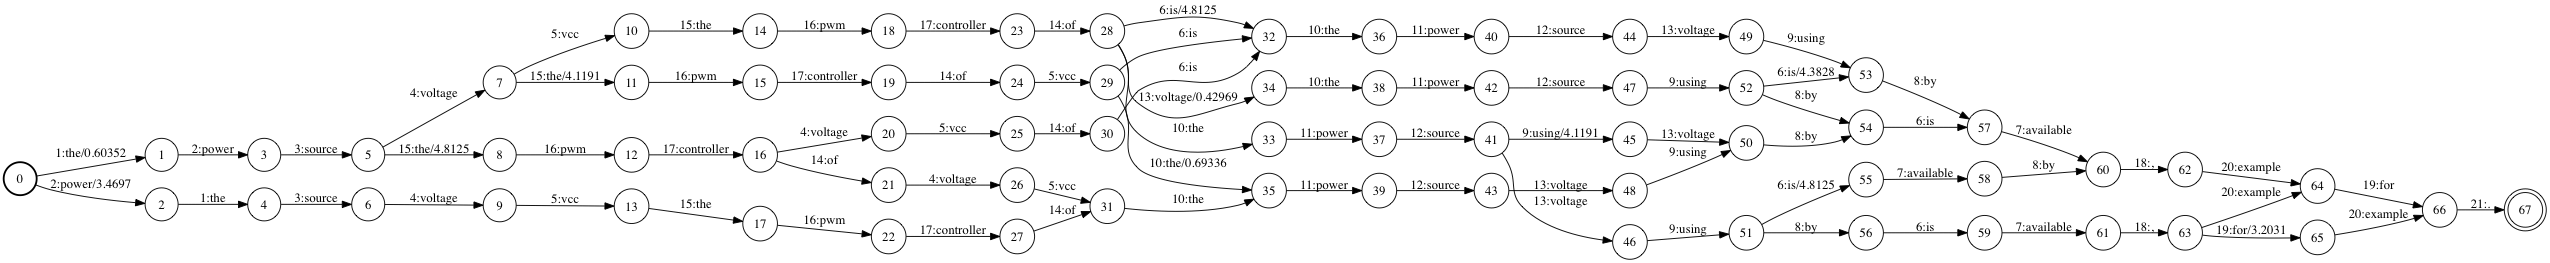 0
1:the/0.60352
2:power/3.4697
1
2
2:power
1:the
3
4
3:source
3:source
5
6
4:voltage
15:the/4.8125
4:voltage
7
8
9
5:vcc
15:the/4.1191
16:pwm
5:vcc
10
11
12
13
15:the
16:pwm
17:controller
15:the
14
15
16
17
16:pwm
17:controller
4:voltage
14:of
16:pwm
18
19
20
21
22
17:controller
14:of
5:vcc
4:voltage
17:controller
23
24
25
26
27
14:of
5:vcc
14:of
5:vcc
14:of
28
29
30
31
6:is/4.8125
6:is
6:is
13:voltage/0.42969
10:the
10:the/0.69336
10:the
32
34
33
35
10:the
10:the
11:power
11:power
36
38
37
39
11:power
11:power
12:source
12:source
40
42
41
43
12:source
12:source
9:using/4.1191
13:voltage
13:voltage
44
47
45
48
46
13:voltage
9:using
13:voltage
9:using
9:using
49
52
50
51
9:using
6:is/4.3828
8:by
8:by
6:is/4.8125
8:by
53
54
55
56
8:by
6:is
7:available
6:is
57
58
59
7:available
8:by
7:available
60
61
18:,
18:,
62
63
20:example
20:example
19:for/3.2031
64
65
19:for
20:example
66
21:.
67